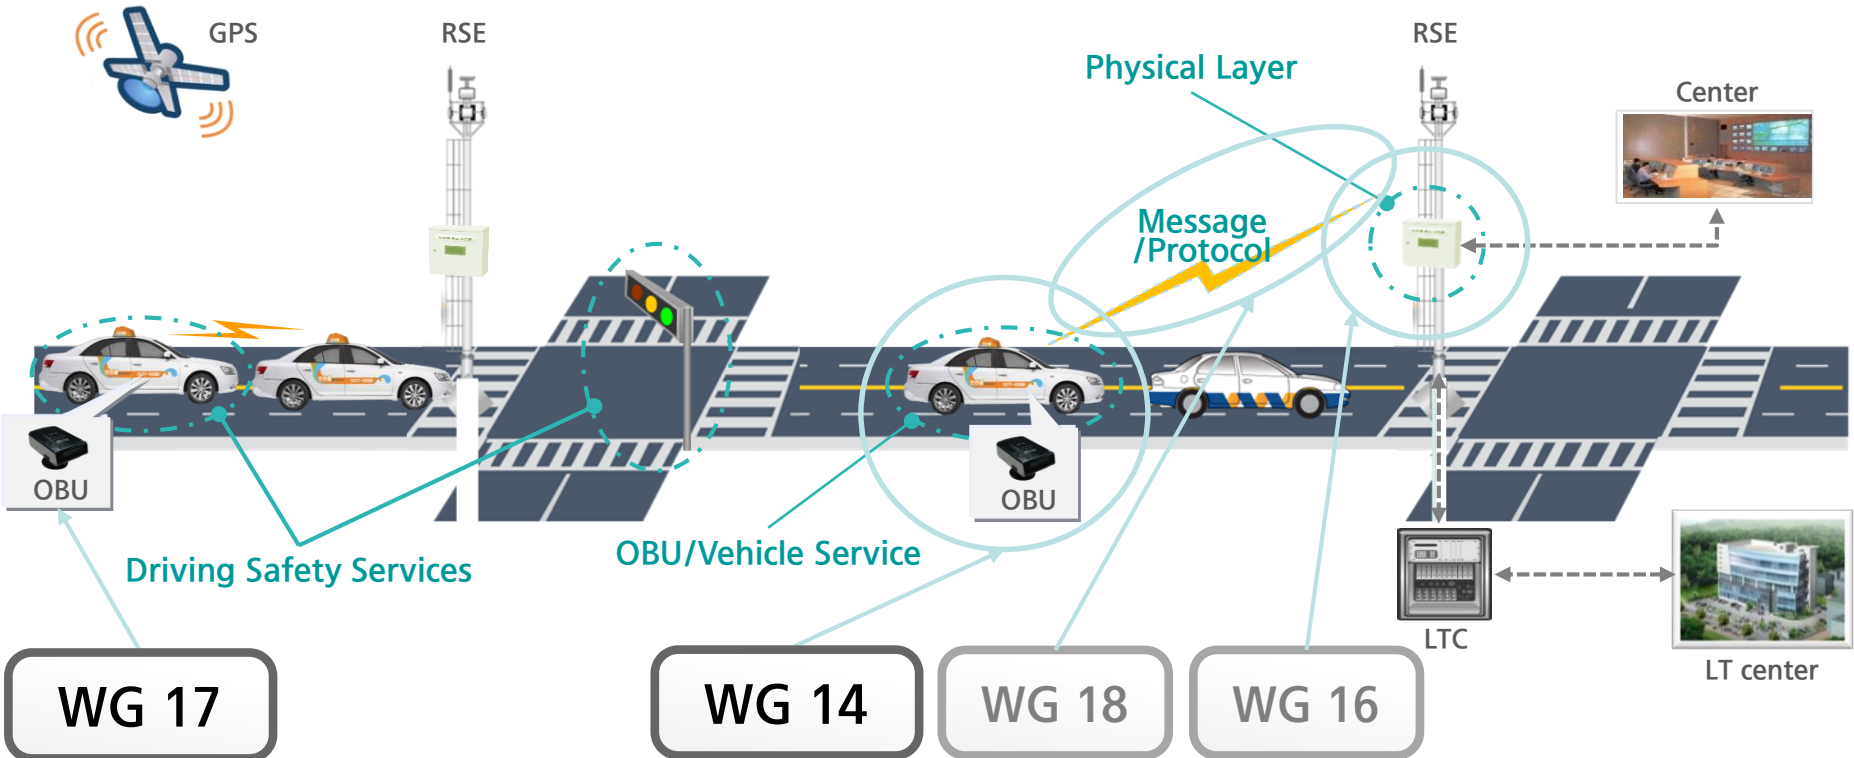 GPS
RSE
RSE
Physical Layer
Center
Message
/Protocol
OBU
OBU
Driving Safety Services
OBU/Vehicle Service
LTC
LT center
WG 17
WG 14
WG 18
WG 16